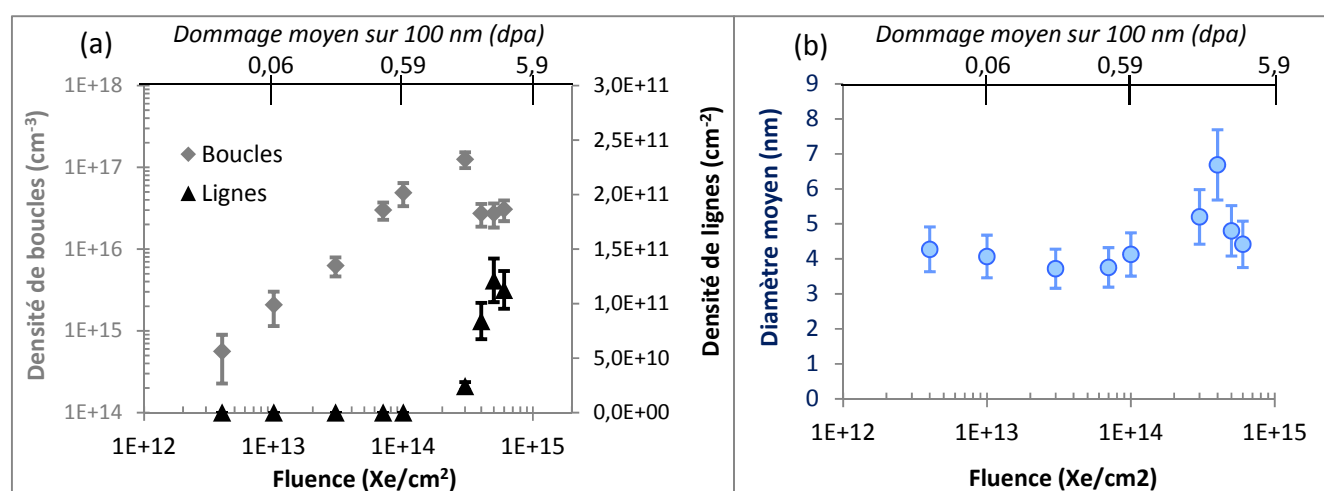 (a)
Dommage moyen sur 100 nm (dpa)
0,06 0,59 5,9
1E+18
1E+17
1E+16
1E+15
1E+14
Densité de boucles (cm-3)
Boucles
Lignes
3,0E+11
2,5E+11
2,0E+11
1,5E+11
1,0E+11
5,0E+10
0,0E+00
Densité de lignes (cm-2)
1E+12 1E+13 1E+14 1E+15
Fluence (Xe/cm²)
(b)
Dommage moyen sur 100 nm (dpa)
0,06 0,59 5,9
9
8
7
6
5
4
3
2
1
0
Diamètre moyen (nm)
1E+12 1E+13 1E+14 1E+15
Fluence (Xe/cm2)